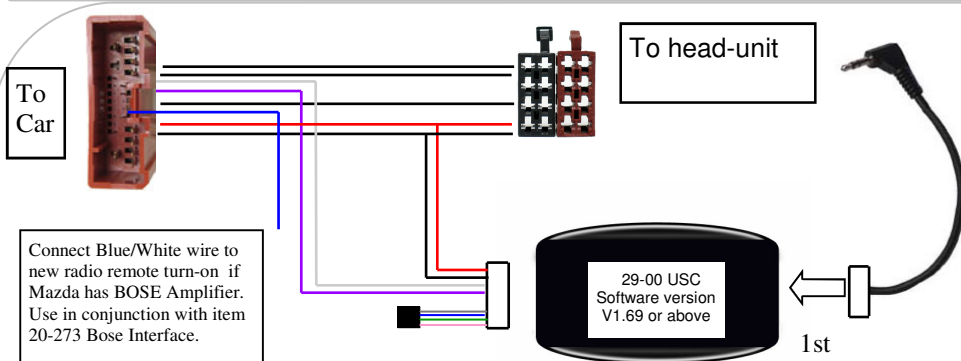 To head-unit
To
Car
Connect Blue/White wire to
new radio remote turn-on if
Mazda has BOSE Amplifier.
Use in conjunction with item
20-273 Bose Interface.
29-00 USC
Software version
V1.69 or above
1st